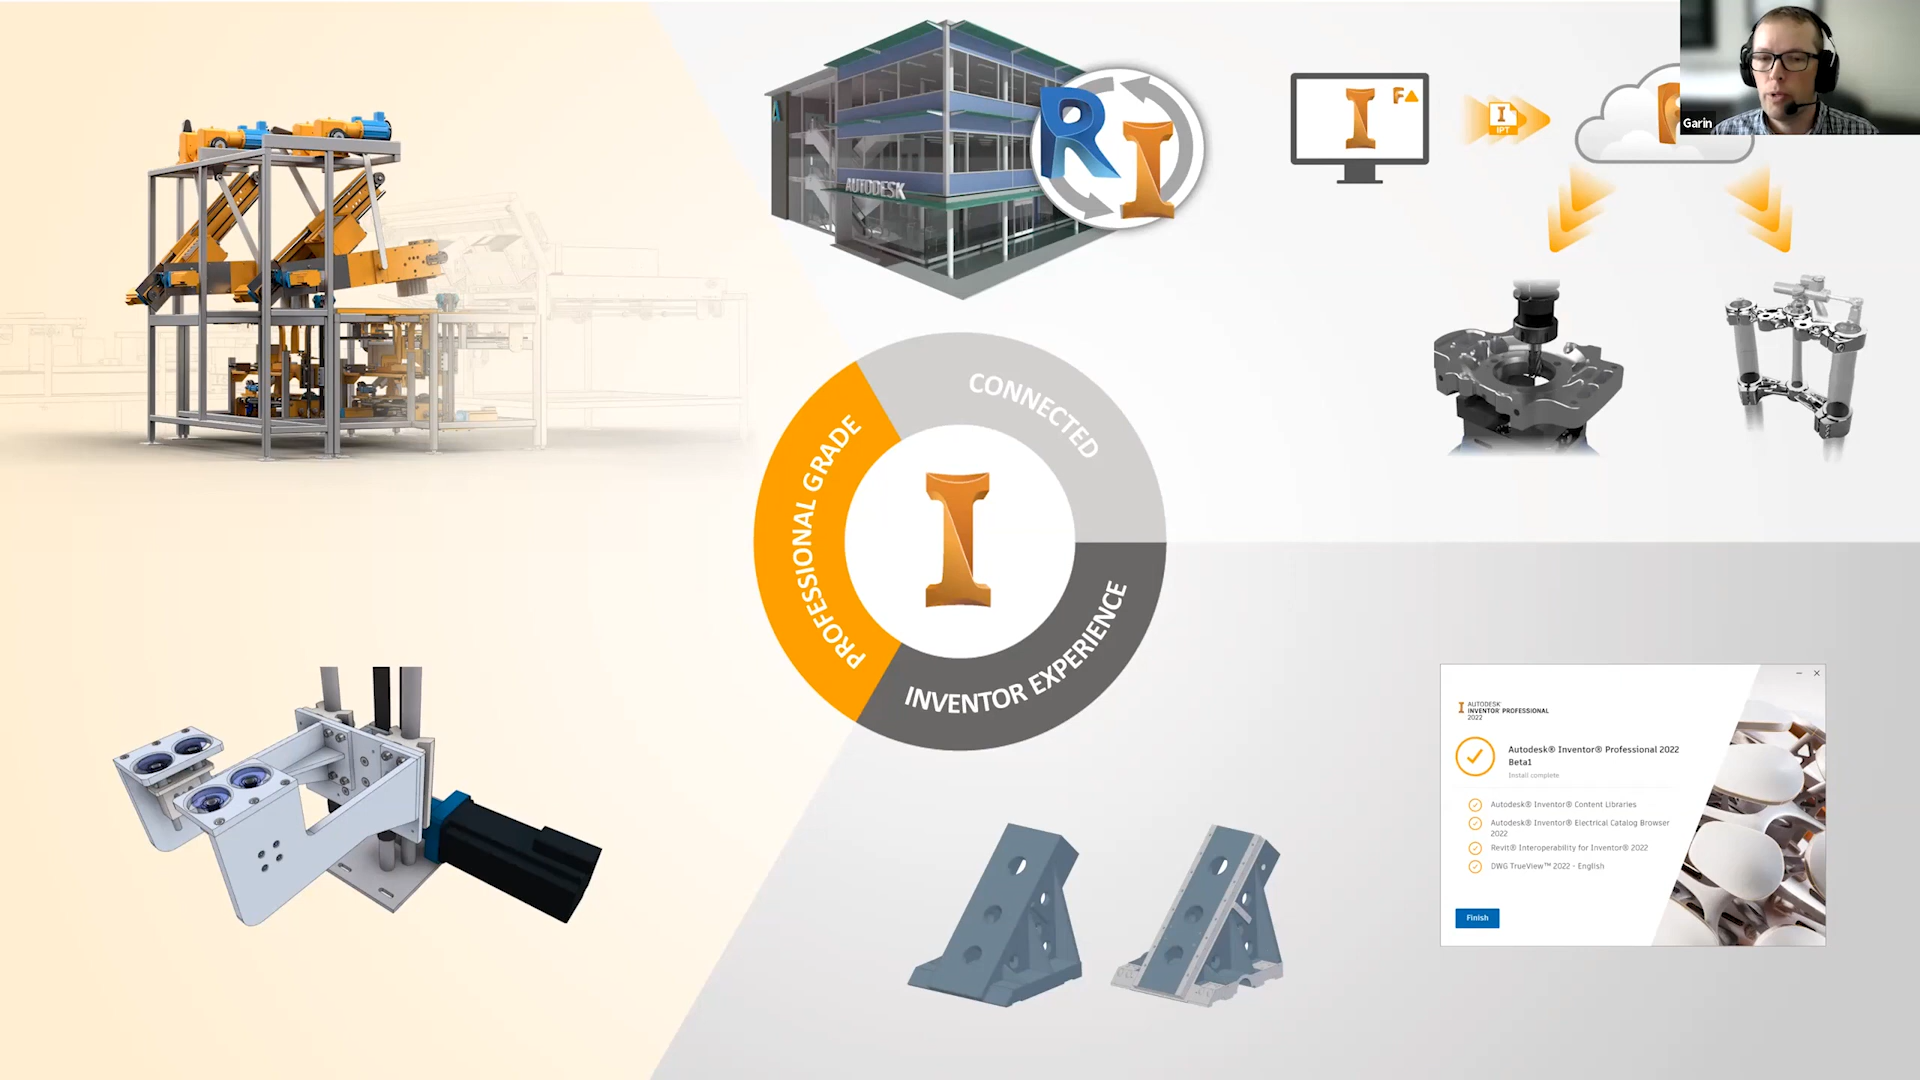 AUTODESK
R
I
I
F
I
IPT
Garin
CONNECTED
PROFESSIONAL GRADE
INVENTOR EXPERIENCE
I
AUTODESK®
INVENTOR® PROFESSIONAL
2022
Autodesk® Inventor® Professional 2022
Beta1
Install complete
Autodesk® Inventor® Content Libraries
Autodesk® Inventor® Electrical Catalog Browser
2022
Revit® Interoperability for Inventor® 2022
DWG TrueView™ 2022 - English
Finish